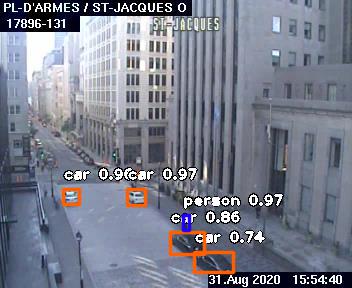 PL-D'ARMES / ST-JACQUES O
17896-131
ST-JACQUES
car 0.96 car 0.97
person 0.97
car 0.86
car 0.74
31.Aug 2020 15:54:40